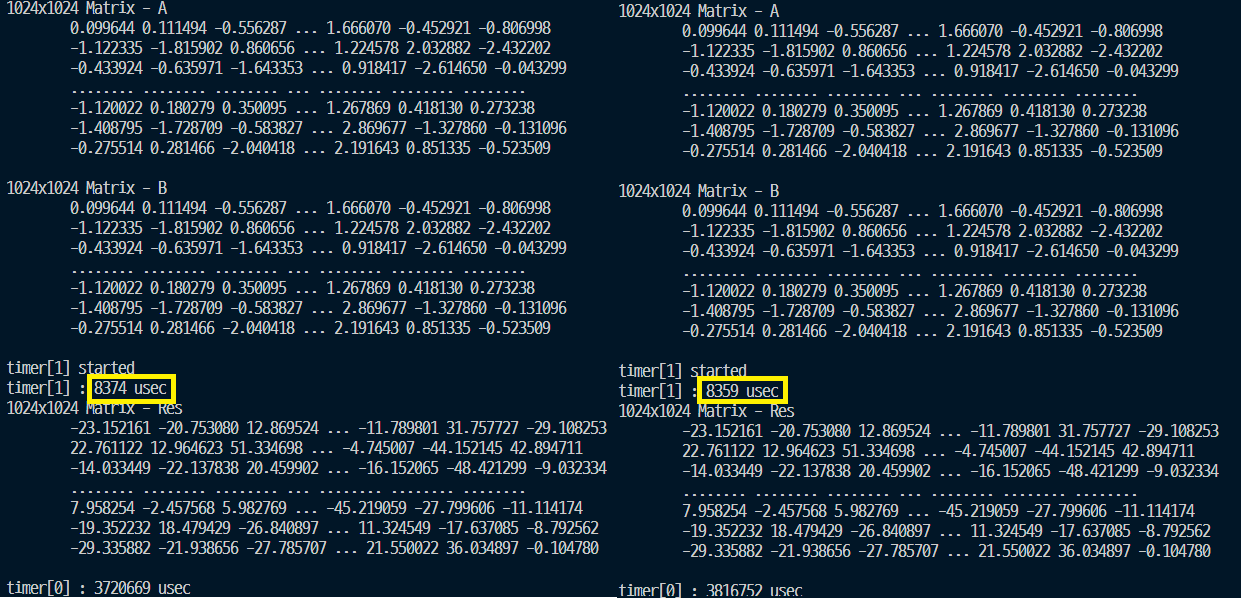 1024x1024 Matrix - A
0.099644 0.111494 -0.556287 ... 1.666070 -0.452921 -0.806998
-1.122335 -1.815902 0.860656 ... 1.224578 2.032882 -2.432202
-0.433924 -0.635971 -1.643353 ... 0.918417 -2.614650 -0.043299
........ ........ ........ ... ........ ........ ........
-1.120022 0.180279 0.350095 ... 1.267869 0.418130 0.273238
-1.408795 -1.728709 -0.583827 ... 2.869677 -1.327860 -0.131096
-0.275514 0.281466 -2.040418 ... 2.191643 0.851335 -0.523509
1024x1024 Matrix - B
0.099644 0.111494 -0.556287 ... 1.666070 -0.452921 -0.806998
-1.122335 -1.815902 0.860656 ... 1.224578 2.032882 -2.432202
-0.433924 -0.635971 -1.643353 ... 0.918417 -2.614650 -0.043299
........ ........ ........ ... ........ ........ ........
-1.120022 0.180279 0.350095 ... 1.267869 0.418130 0.273238
-1.408795 -1.728709 -0.583827 ... 2.869677 -1.327860 -0.131096
-0.275514 0.281466 -2.040418 ... 2.191643 0.851335 -0.523509
timer[1] started
timer[1] : 8374 usec
1024x1024 Matrix - Res
-23.152161 -20.753080 12.869524 ... -11.789801 31.757727 -29.108253
22.761122 12.964623 51.334698 ... -4.745007 -44.152145 42.894711
-14.033449 -22.137838 20.459902 ... -16.152065 -48.421299 -9.032334
........ ........ ........ ... ........ ........ ........
7.958254 -2.457568 5.982769 ... -45.219059 -27.799606 -11.114174
-19.352232 18.479429 -26.840897 ... 11.324549 -17.637085 -8.792562
-29.335882 -21.938656 -27.785707 ... 21.550022 36.034897 -0.104780
timer[0] : 3720669 usec
1024x1024 Matrix - A
0.099644 0.111494 -0.556287 ... 1.666070 -0.452921 -0.806998
-1.122335 -1.815902 0.860656 ... 1.224578 2.032882 -2.432202
-0.433924 -0.635971 -1.643353 ... 0.918417 -2.614650 -0.043299
........ ........ ........ ... ........ ........ ........
-1.120022 0.180279 0.350095 ... 1.267869 0.418130 0.273238
-1.408795 -1.728709 -0.583827 ... 2.869677 -1.327860 -0.131096
-0.275514 0.281466 -2.040418 ... 2.191643 0.851335 -0.523509
1024x1024 Matrix - B
0.099644 0.111494 -0.556287 ... 1.666070 -0.452921 -0.806998
-1.122335 -1.815902 0.860656 ... 1.224578 2.032882 -2.432202
-0.433924 -0.635971 -1.643353 ... 0.918417 -2.614650 -0.043299
........ ........ ........ ... ........ ........ ........
-1.120022 0.180279 0.350095 ... 1.267869 0.418130 0.273238
-1.408795 -1.728709 -0.583827 ... 2.869677 -1.327860 -0.131096
-0.275514 0.281466 -2.040418 ... 2.191643 0.851335 -0.523509
timer[1] started
timer[1] : 8359 usec
1024x1024 Matrix - Res
-23.152161 -20.753080 12.869524 ... -11.789801 31.757727 -29.108253
22.761122 12.964623 51.334698 ... -4.745007 -44.152145 42.894711
-14.033449 -22.137838 20.459902 ... -16.152065 -48.421299 -9.032334
........ ........ ........ ... ........ ........ ........
7.958254 -2.457568 5.982769 ... -45.219059 -27.799606 -11.114174
-19.352232 18.479429 -26.840897 ... 11.324549 -17.637085 -8.792562
-29.335882 -21.938656 -27.785707 ... 21.550022 36.034897 -0.104780
timer[0] : 3816752 usec